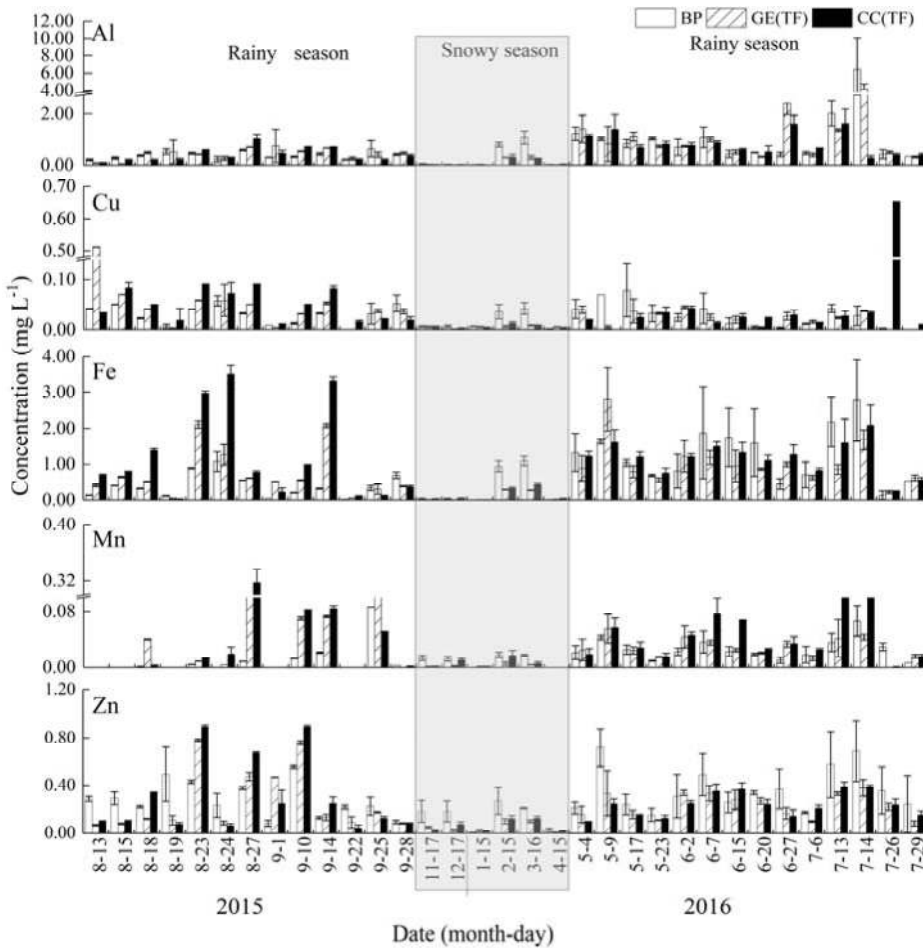 BP GE(TF) CC(TF)
Al
Rainy season
Snowy season
Rainy season
12.00
10.00
8.00
6.00
4.00
2.00
0.00
Cu
0.70
0.60
0.50
0.10
0.00
Fe
4.00
3.00
2.00
1.00
0.00
Mn
0.40
0.32
0.08
0.00
Zn
1.20
0.80
0.40
0.00
Concentration (mg L⁻¹)
8-13 8-15 8-18 8-19 8-23 8-24 8-27 9-1 9-10 9-14 9-22 9-25 9-28 11-17 12-17 1-15 2-15 3-16 4-15 5-4 5-9 5-17 5-23 6-2 6-7 6-15 6-20 6-27 7-6 7-13 7-14 7-26 7-29
2015 2016
Date (month-day)